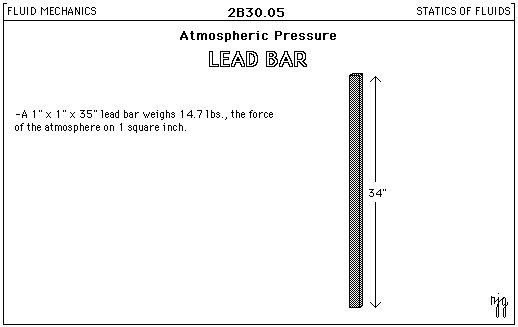 FLUID MECHANICS
2B30.05
STATICS OF FLUIDS
Atmospheric Pressure
LEAD BAR
-A 1" x 1" x 35" lead bar weighs 14.7 lbs., the force
of the atmosphere on 1 square inch.
34"
njg